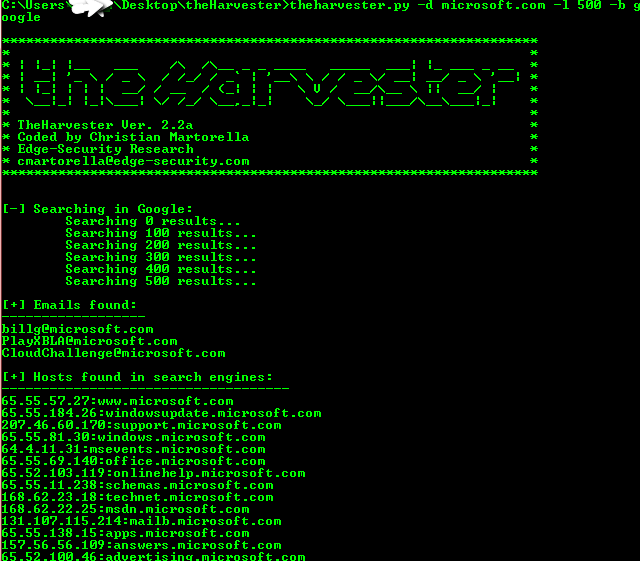 C:\Users\ \Desktop\theHarvester>theharvester.py -d microsoft.com -l 500 -b g
oogle
*******************************************************************
theHarvester
* TheHarvester Ver. 2.2a *
* Coded by Christian Martorella *
* Edge-Security Research *
* cmartorella@edge-security.com *
*******************************************************************
[-] Searching in Google:
Searching 0 results...
Searching 100 results...
Searching 200 results...
Searching 300 results...
Searching 400 results...
Searching 500 results...
[+] Emails found:
------------------
billg@microsoft.com
PlayXBLA@microsoft.com
CloudChallenge@microsoft.com
[+] Hosts found in search engines:
------------------------------------
65.55.57.27:www.microsoft.com
65.55.184.26:windowsupdate.microsoft.com
207.46.60.170:support.microsoft.com
65.55.81.30:windows.microsoft.com
64.4.11.31:msevents.microsoft.com
65.55.69.140:office.microsoft.com
65.52.103.119:onlinehelp.microsoft.com
65.55.11.238:schemas.microsoft.com
168.62.23.18:technet.microsoft.com
168.62.22.25:msdn.microsoft.com
131.107.115.214:mailb.microsoft.com
65.55.138.15:apps.microsoft.com
157.56.56.109:answers.microsoft.com
65.52.100.46:advertising.microsoft.com